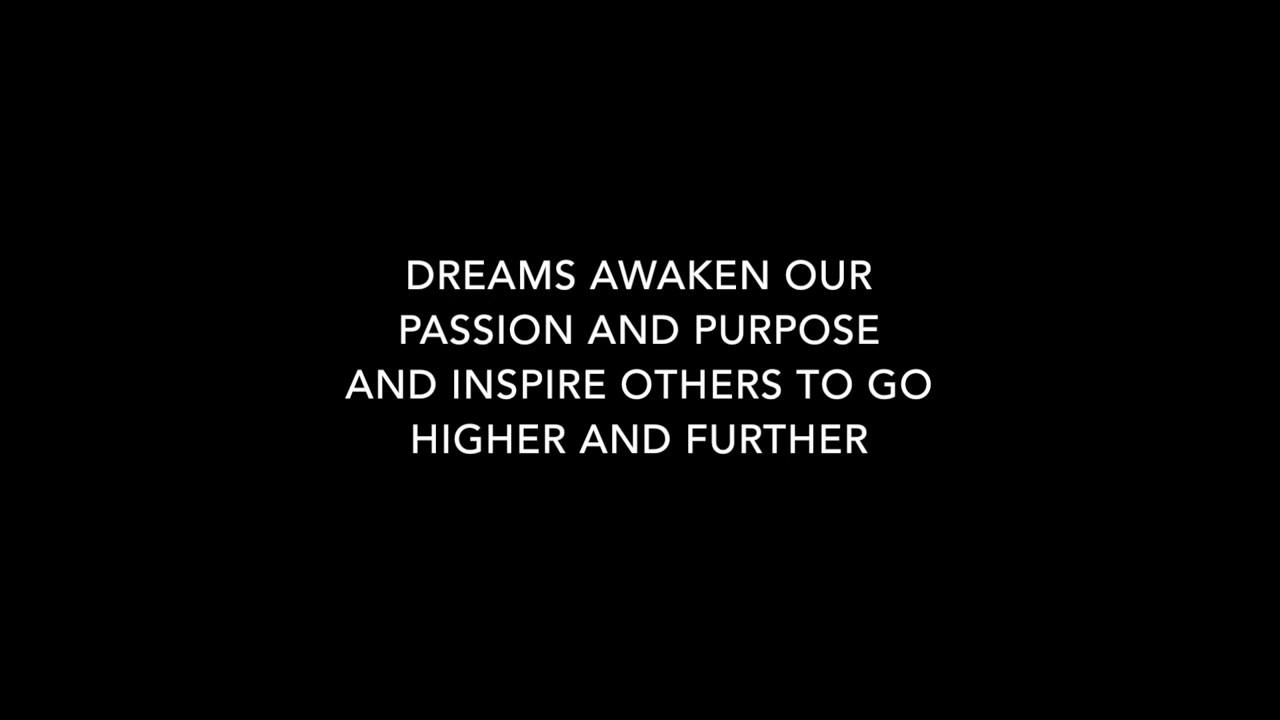 DREAMS AWAKEN OUR
PASSION AND PURPOSE
AND INSPIRE OTHERS TO GO
HIGHER AND FURTHER